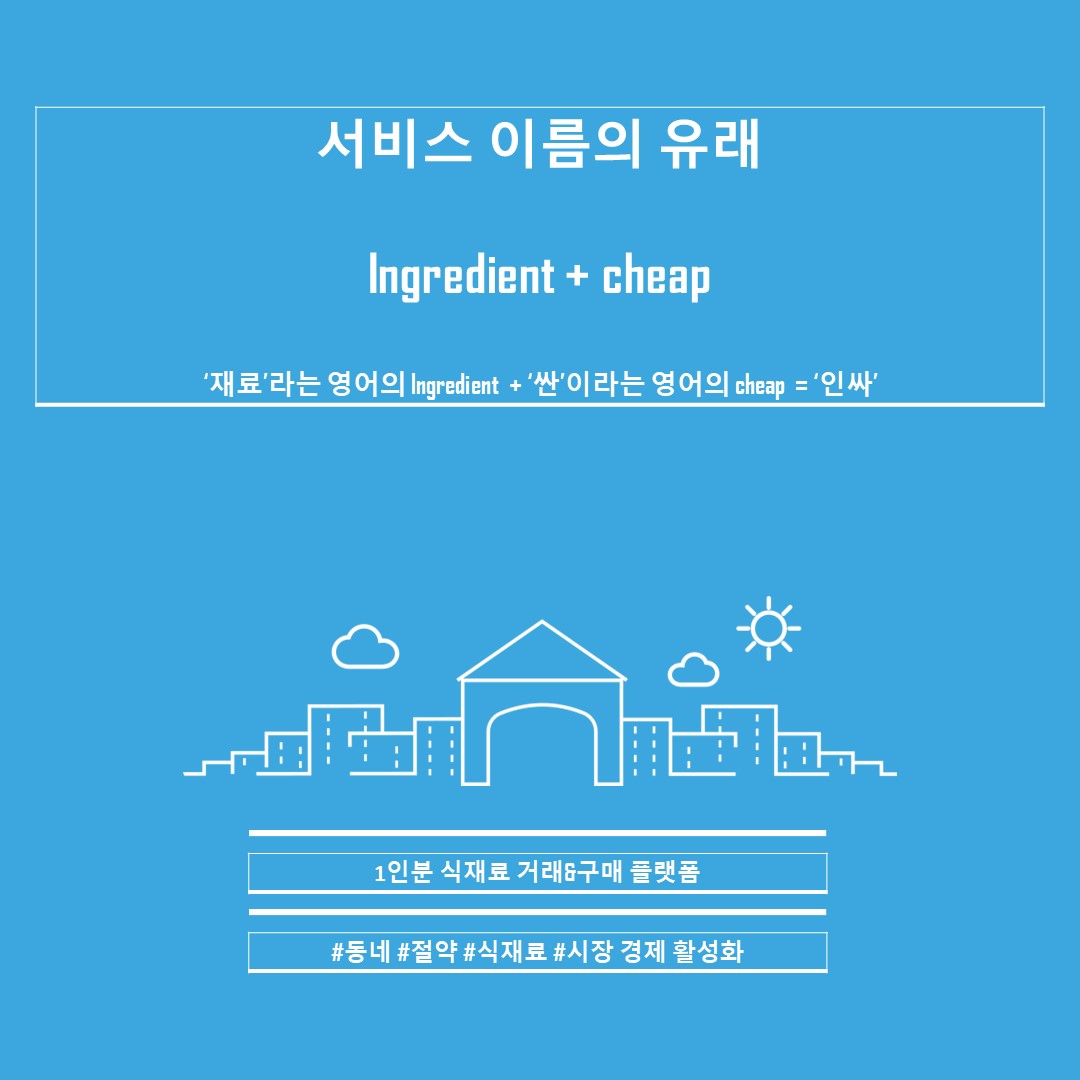 서비스 이름의 유래
Ingredient + cheap
‘재료’라는 영어의 Ingredient + ‘싼’이라는 영어의 cheap = ‘인싸’
1인분 식재료 거래&구매 플랫폼
#동네 #절약 #식재료 #시장 경제 활성화